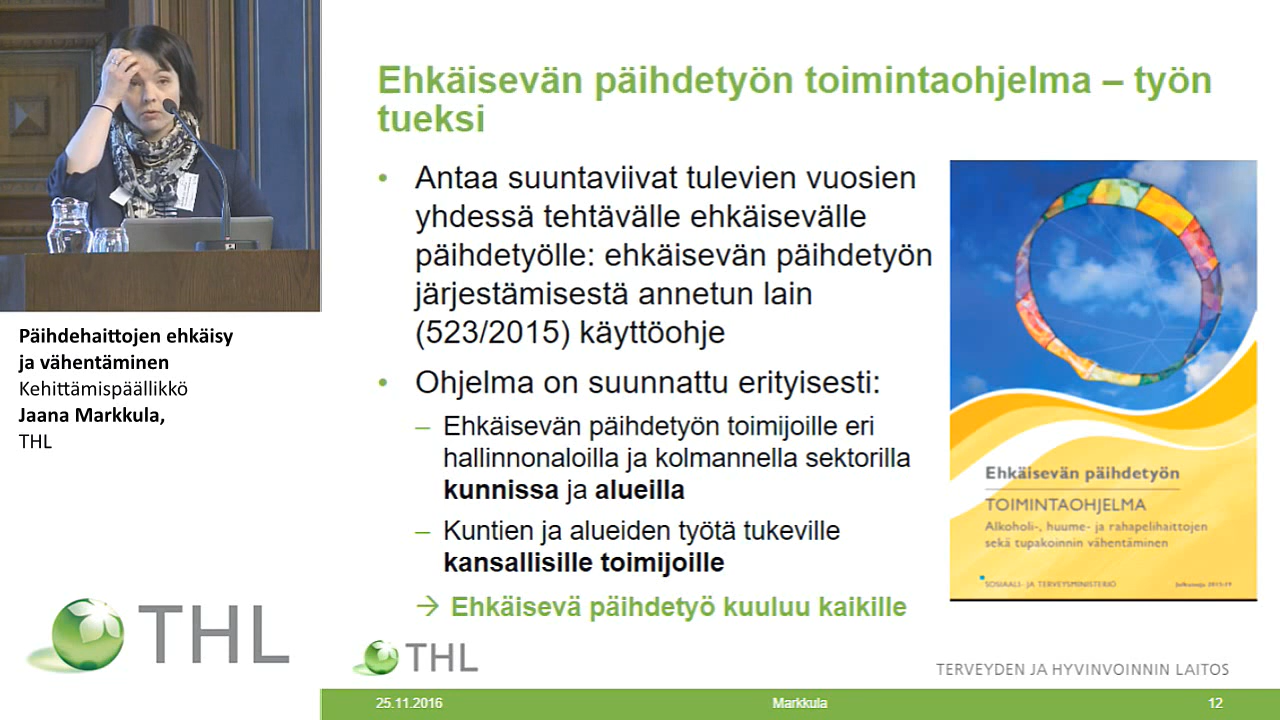 Ehkäisevän päihdetyön toimintaohjelma – työn
tueksi
• Antaa suuntaviivat tulevien vuosien
yhdessä tehtävälle ehkäisevälle
päihdetyölle: ehkäisevän päihdetyön
järjestämisestä annetun lain
(523/2015) käyttöohje
• Ohjelma on suunnattu erityisesti:
– Ehkäisevän päihdetyön toimijoille eri
hallinnonaloilla ja kolmannella sektorilla
kunnissa ja alueilla
– Kuntien ja alueiden työtä tukeville
kansallisille toimijoille
→ Ehkäisevä päihdetyö kuuluu kaikille
Ehkäisevän päihdetyön
TOIMINTAOHJELMA
Alkoholi-, huume- ja rahapelihaittojen
sekä tupakoinnin vähentäminen
SOSIAALI- JA TERVEYSMINISTERIÖ
Päihdehaittojen ehkäisy
ja vähentäminen
Kehittämispäällikkö
Jaana Markkula,
THL
THL
THL
TERVEYDEN JA HYVINVOINNIN LAITOS
25.11.2016 Markkula 12